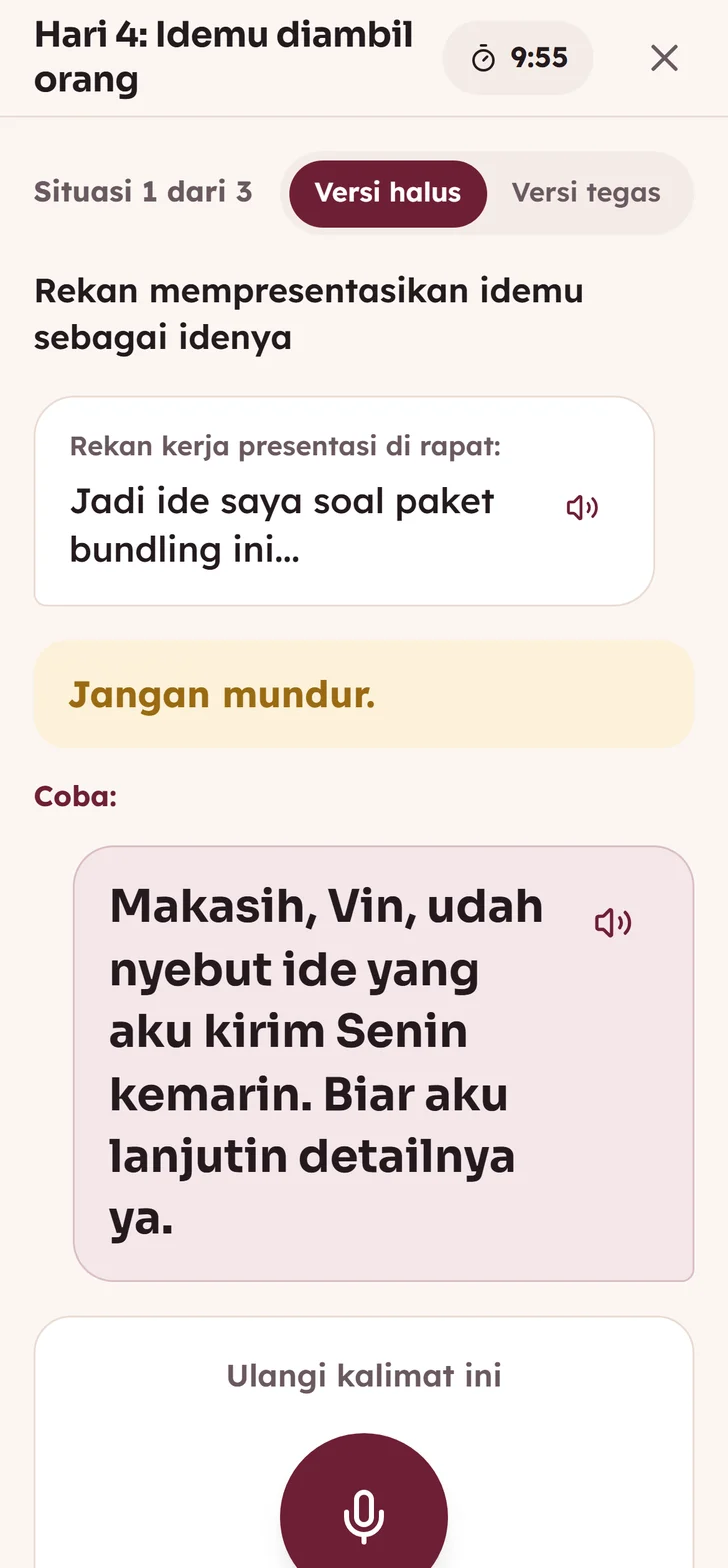 Hari 4: Idemu diambil
orang
9:55
Situasi 1 dari 3
Versi halus
Versi tegas
Rekan mempresentasikan idemu
sebagai idenya
Rekan kerja presentasi di rapat:
Jadi ide saya soal paket
bundling ini...
Jangan mundur.
Coba:
Makasih, Vin, udah
nyebut ide yang
aku kirim Senin
kemarin. Biar aku
lanjutin detailnya
ya.
Ulangi kalimat ini